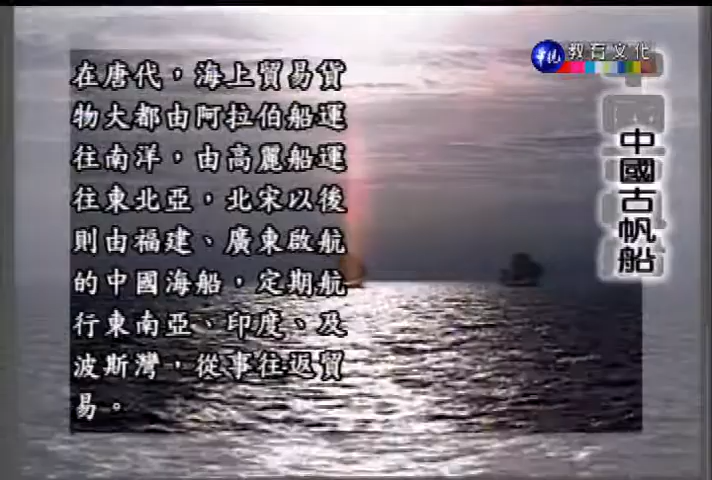 華視 教育文化
中國古帆船
在唐代，海上貿易貨
物大都由阿拉伯船運
往南洋，由高麗船運
往東北亞，北宋以後
則由福建、廣東啟航
的中國海船，定期航
行東南亞、印度、及
波斯灣，從事往返貿
易。